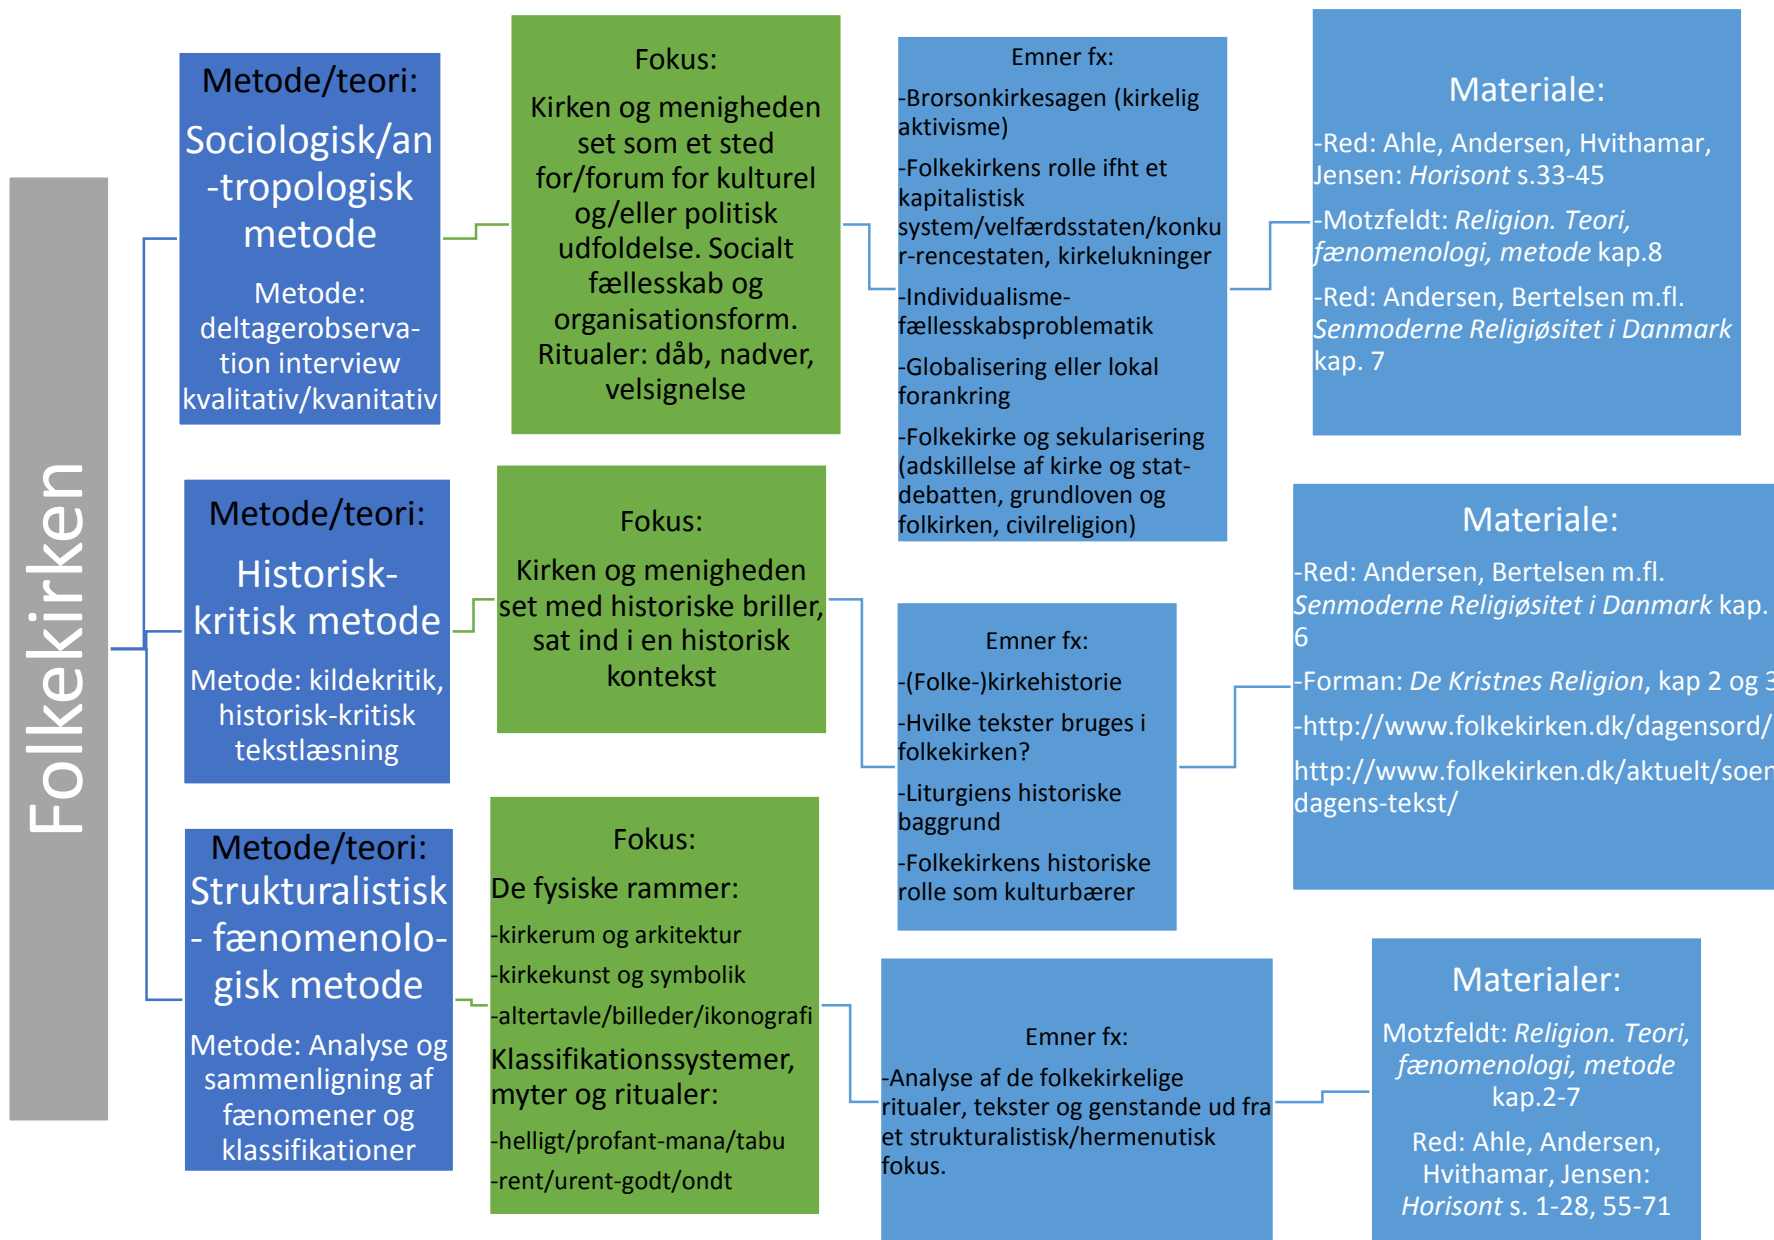 Folkekirken
Metode/teori:
Sociologisk/an
-tropologisk
metode
Metode:
deltagerobserva-
tion interview
kvalitativ/kvanitativ
Fokus:
Kirken og menigheden
set som et sted
for/forum for kulturel
og/eller politisk
udfoldelse. Socialt
fællesskab og
organisationsform.
Ritualer: dåb, nadver,
velsignelse
Emner fx:
-Brorsonkirkesagen (kirkelig
aktivisme)
-Folkekirkens rolle ifht et
kapitalistisk
system/velfærdsstaten/konku
r-rencestaten, kirkelukninger
-Individualisme-
fællesskabsproblematik
-Globalisering eller lokal
forankring
-Folkekirke og sekularisering
(adskillelse af kirke og stat-
debatten, grundloven og
folkirken, civilreligion)
Materiale:
-Red: Ahle, Andersen, Hvithamar,
Jensen: Horisont s.33-45
-Motzfeldt: Religion. Teori,
fænomenologi, metode kap.8
-Red: Andersen, Bertelsen m.fl.
Senmoderne Religiøsitet i Danmark
kap. 7
Metode/teori:
Historisk-
kritisk metode
Metode: kildekritik,
historisk-kritisk
tekstlæsning
Fokus:
Kirken og menigheden
set med historiske briller,
sat ind i en historisk
kontekst
Emner fx:
-(Folke-)kirkehistorie
-Hvilke tekster bruges i
folkekirken?
-Liturgiens historiske
baggrund
-Folkekirkens historiske
rolle som kulturbærer
Materiale:
-Red: Andersen, Bertelsen m.fl.
Senmoderne Religiøsitet i Danmark kap.
6
-Forman: De Kristnes Religion, kap 2 og 3
-http://www.folkekirken.dk/dagensord/
http://www.folkekirken.dk/aktuelt/soen
dagens-tekst/
Metode/teori:
Strukturalistisk
- fænomenolo-
gisk metode
Metode: Analyse og
sammenligning af
fænomener og
klassifikationer
Fokus:
De fysiske rammer:
-kirkerum og arkitektur
-kirkekunst og symbolik
-altertavle/billeder/ikonografi
Klassifikationssystemer,
myter og ritualer:
-helligt/profant-mana/tabu
-rent/urent-godt/ondt
Emner fx:
-Analyse af de folkekirkelige
ritualer, tekster og genstande ud fra
et strukturalistisk/hermenutisk
fokus.
Materialer:
Motzfeldt: Religion. Teori,
fænomenologi, metode
kap.2-7
Red: Ahle, Andersen,
Hvithamar, Jensen:
Horisont s. 1-28, 55-71